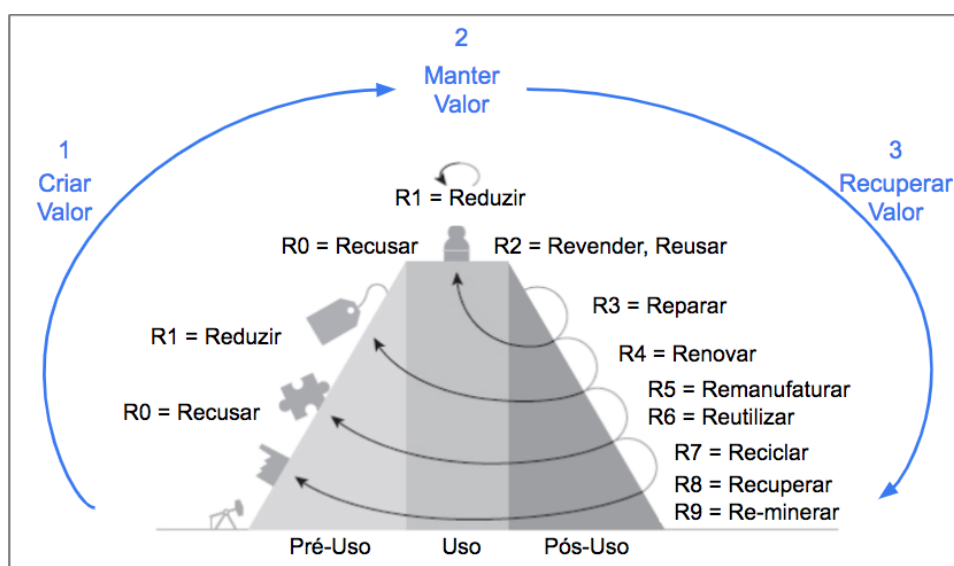 2
Manter
Valor
1
Criar
Valor
3
Recuperar
Valor
R1 = Reduzir
R0 = Recusar
R2 = Revender, Reusar
R3 = Reparar
R1 = Reduzir
R4 = Renovar
R5 = Remanufaturar
R0 = Recusar
R6 = Reutilizar
R7 = Reciclar
R8 = Recuperar
R9 = Re-minerar
Pré-Uso
Uso
Pós-Uso